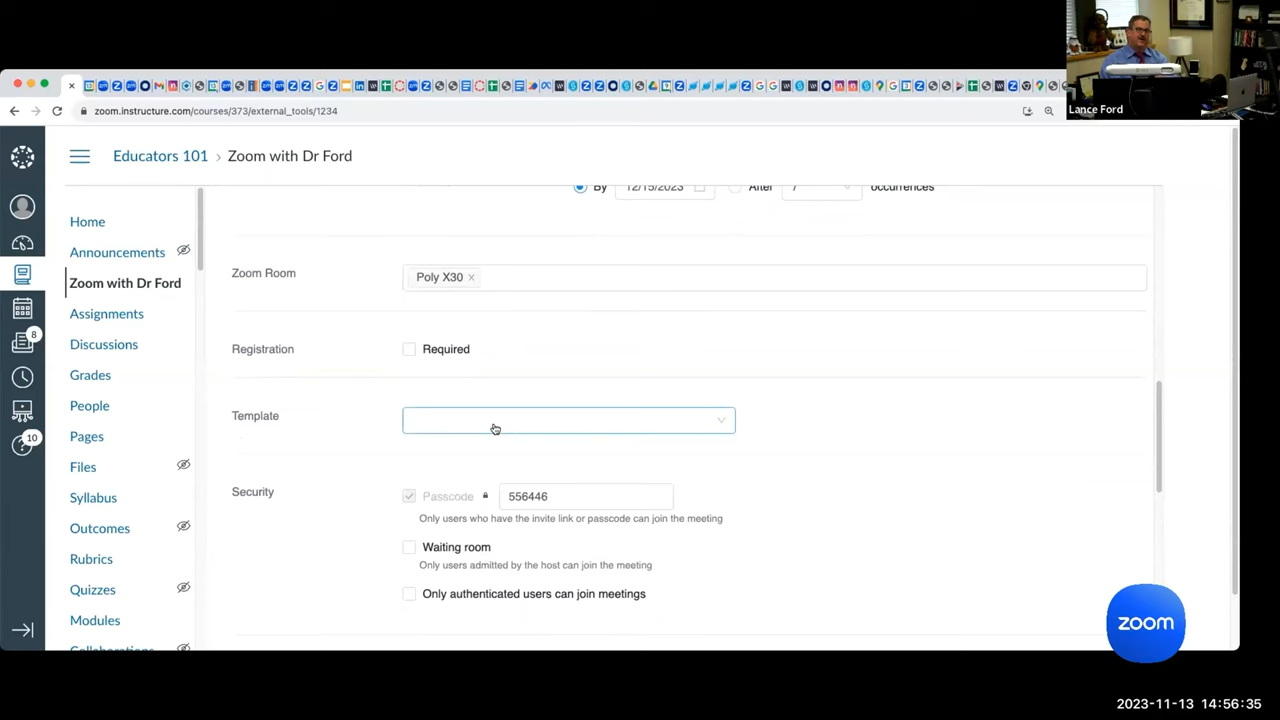 Lance Ford
zoom.instructure.com/courses/373/external_tools/1234
Educators 101 › Zoom with Dr Ford
By 12/15/2023 After 7 occurrences
Home
Announcements
Zoom with Dr Ford
Assignments
Discussions
Grades
People
Pages
Files
Syllabus
Outcomes
Rubrics
Quizzes
Modules
Collaborations
8
10
Zoom Room
Poly X30 ×
Registration
Required
Template
Security
Passcode 556446
Only users who have the invite link or passcode can join the meeting
Waiting room
Only users admitted by the host can join the meeting
Only authenticated users can join meetings
zoom
2023-11-13 14:56:35